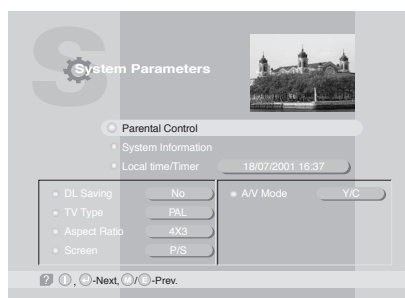 System Parameters
Parental Control
System Information
Local time/Timer 18/07/2001 16:37
DL Saving No
TV Type PAL
Aspect Ratio 4X3
Screen P/S
A/V Mode Y/C
? , -Next, M/E-Prev.